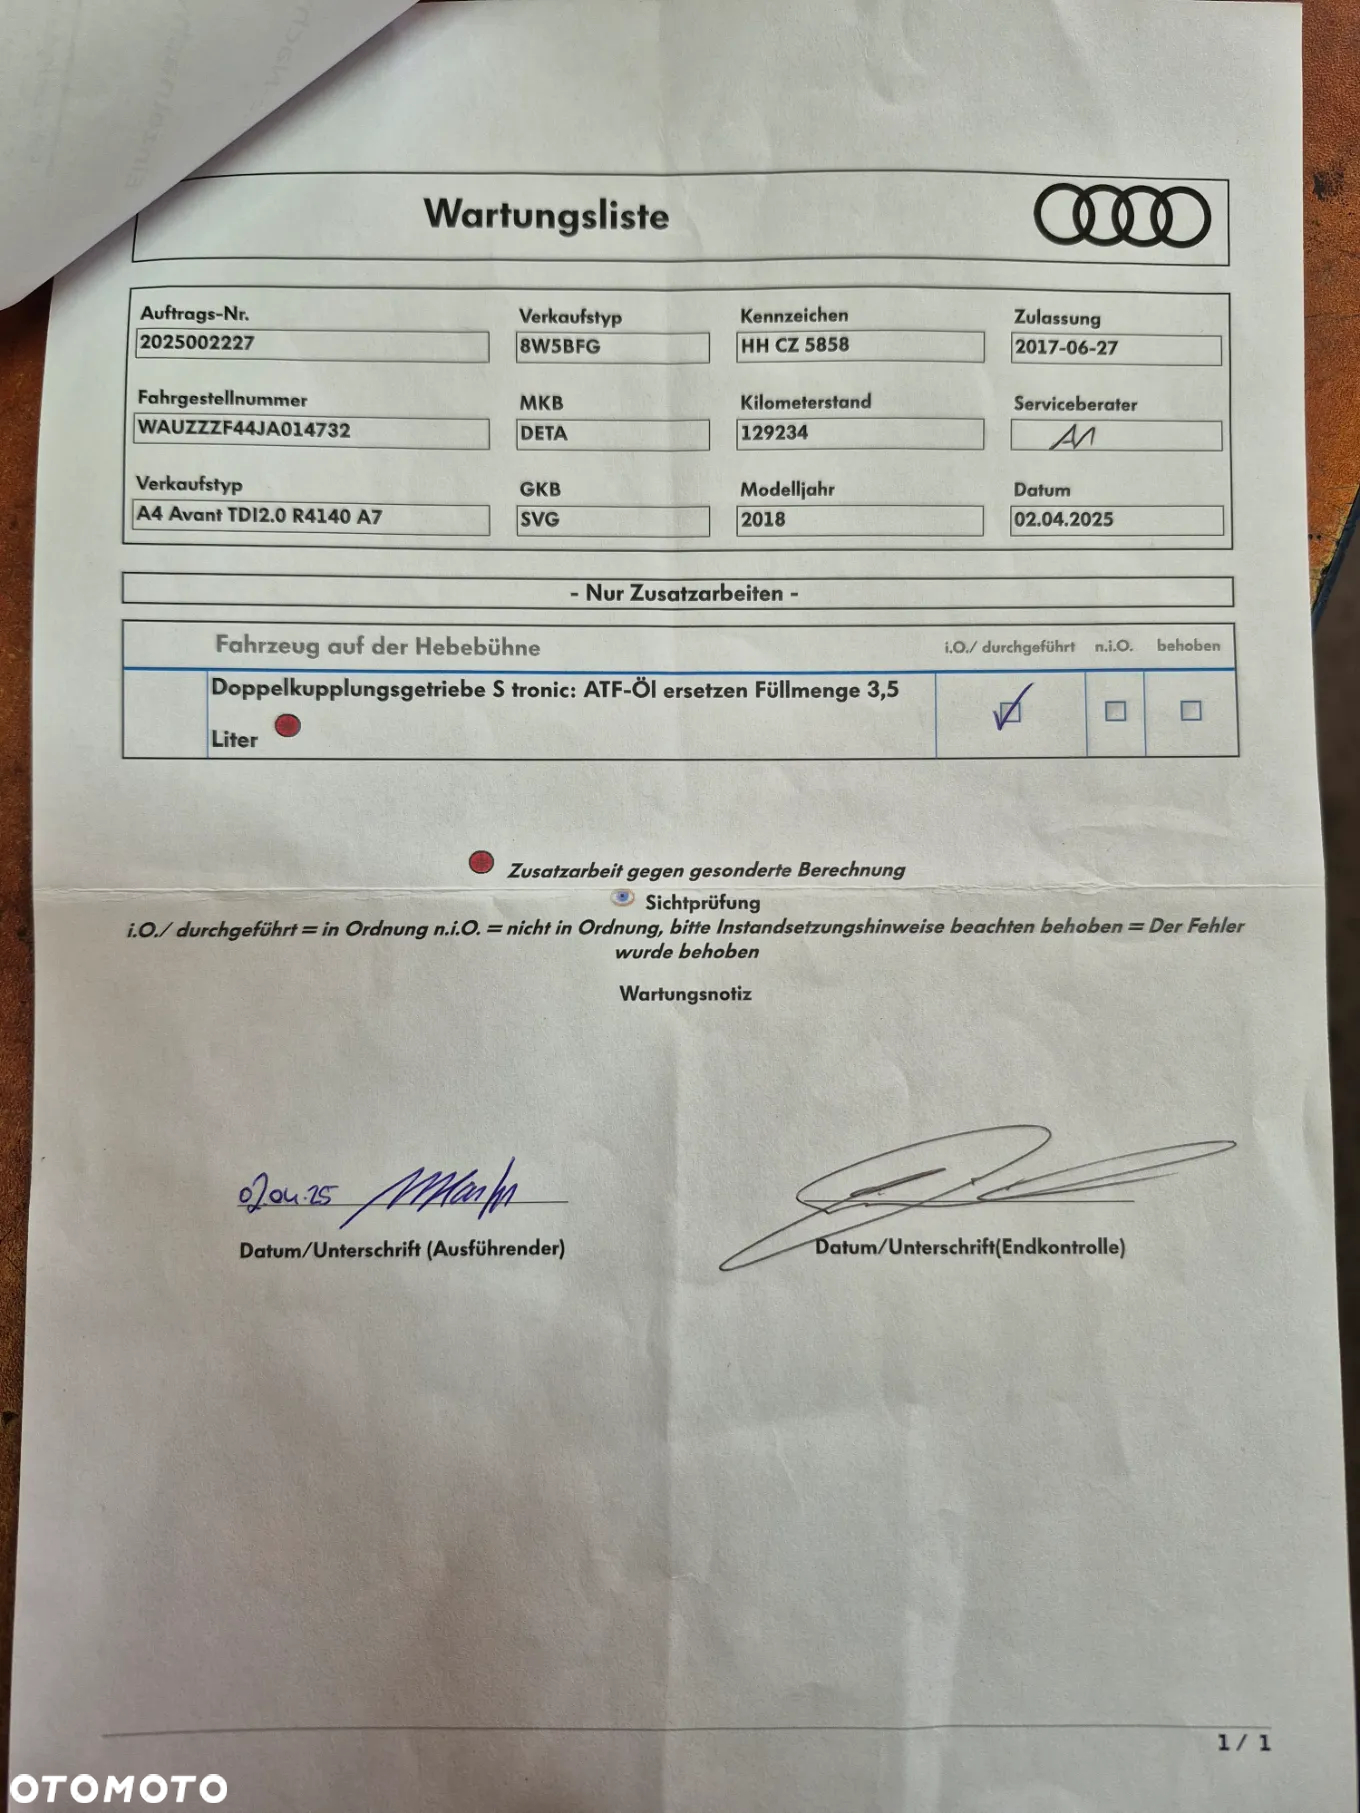 Wartungsliste
Auftrags-Nr. Verkaufstyp Kennzeichen Zulassung
2025002227 8W5BFG HH CZ 5858 2017-06-27
Fahrgestellnummer MKB Kilometerstand Serviceberater
WAUZZZF44JA014732 DETA 129234
Verkaufstyp GKB Modelljahr Datum
A4 Avant TDI2.0 R4140 A7 SVG 2018 02.04.2025
- Nur Zusatzarbeiten -
Fahrzeug auf der Hebebühne i.O./ durchgeführt n.i.O. behoben
Doppelkupplungsgetriebe S tronic: ATF-Öl ersetzen Füllmenge 3,5
Liter
Zusatzarbeit gegen gesonderte Berechnung
Sichtprüfung
i.O./ durchgeführt = in Ordnung n.i.O. = nicht in Ordnung, bitte Instandsetzungshinweise beachten behoben = Der Fehler
wurde behoben
Wartungsnotiz
02.04.25
Datum/Unterschrift (Ausführender) Datum/Unterschrift(Endkontrolle)
1 / 1
OTOMOTO